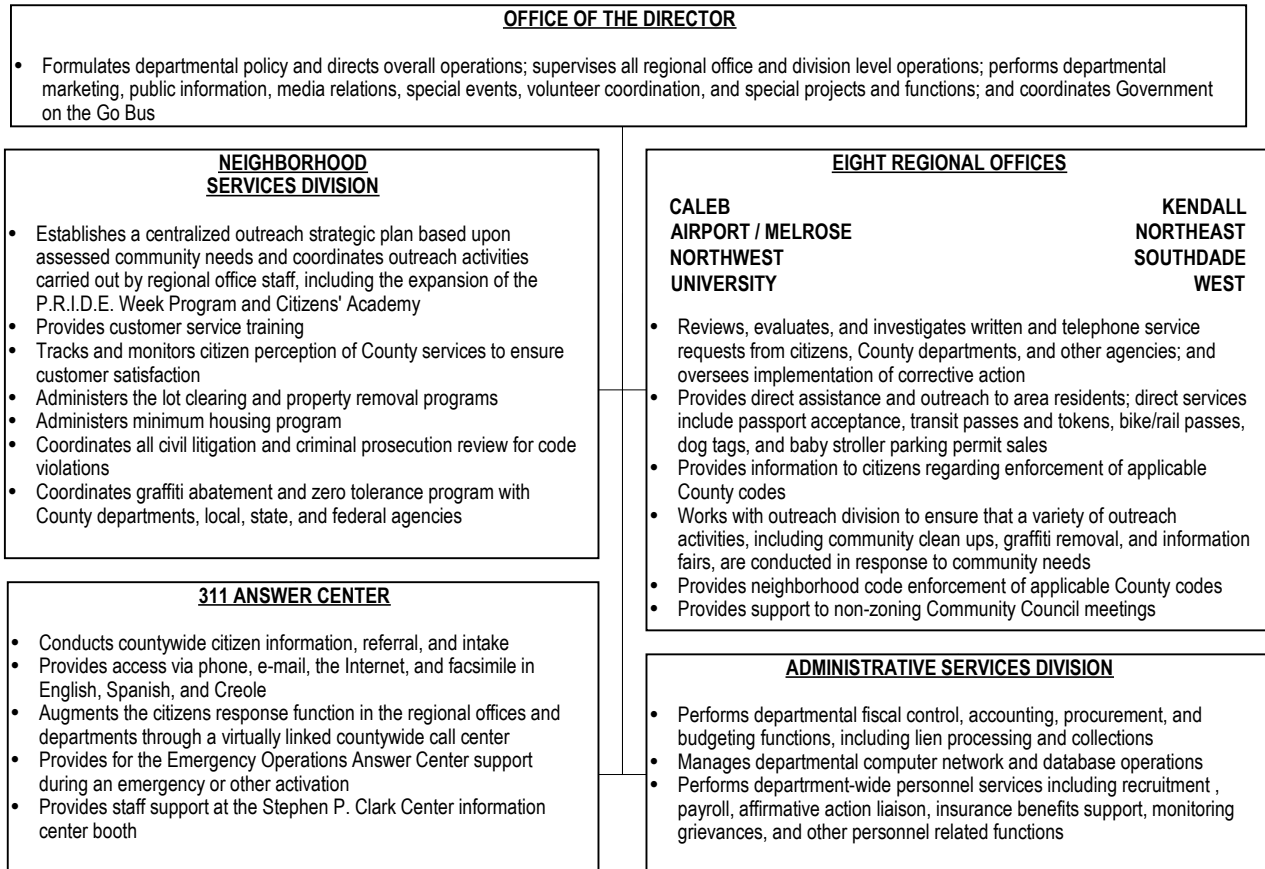 OFFICE OF THE DIRECTOR
• Formulates departmental policy and directs overall operations; supervises all regional office and division level operations; performs departmental
marketing, public information, media relations, special events, volunteer coordination, and special projects and functions; and coordinates Government
on the Go Bus
NEIGHBORHOOD
SERVICES DIVISION
• Establishes a centralized outreach strategic plan based upon
assessed community needs and coordinates outreach activities
carried out by regional office staff, including the expansion of the
P.R.I.D.E. Week Program and Citizens' Academy
• Provides customer service training
• Tracks and monitors citizen perception of County services to ensure
customer satisfaction
• Administers the lot clearing and property removal programs
• Administers minimum housing program
• Coordinates all civil litigation and criminal prosecution review for code
violations
• Coordinates graffiti abatement and zero tolerance program with
County departments, local, state, and federal agencies
EIGHT REGIONAL OFFICES
CALEB KENDALL
AIRPORT / MELROSE NORTHEAST
NORTHWEST SOUTHDADE
UNIVERSITY WEST
• Reviews, evaluates, and investigates written and telephone service
requests from citizens, County departments, and other agencies; and
oversees implementation of corrective action
• Provides direct assistance and outreach to area residents; direct services
include passport acceptance, transit passes and tokens, bike/rail passes,
dog tags, and baby stroller parking permit sales
• Provides information to citizens regarding enforcement of applicable
County codes
• Works with outreach division to ensure that a variety of outreach
activities, including community clean ups, graffiti removal, and information
fairs, are conducted in response to community needs
• Provides neighborhood code enforcement of applicable County codes
• Provides support to non-zoning Community Council meetings
311 ANSWER CENTER
• Conducts countywide citizen information, referral, and intake
• Provides access via phone, e-mail, the Internet, and facsimile in
English, Spanish, and Creole
• Augments the citizens response function in the regional offices and
departments through a virtually linked countywide call center
• Provides for the Emergency Operations Answer Center support
during an emergency or other activation
• Provides staff support at the Stephen P. Clark Center information
center booth
ADMINISTRATIVE SERVICES DIVISION
• Performs departmental fiscal control, accounting, procurement, and
budgeting functions, including lien processing and collections
• Manages departmental computer network and database operations
• Performs depatrment-wide personnel services including recruitment ,
payroll, affirmative action liaison, insurance benefits support, monitoring
grievances, and other personnel related functions